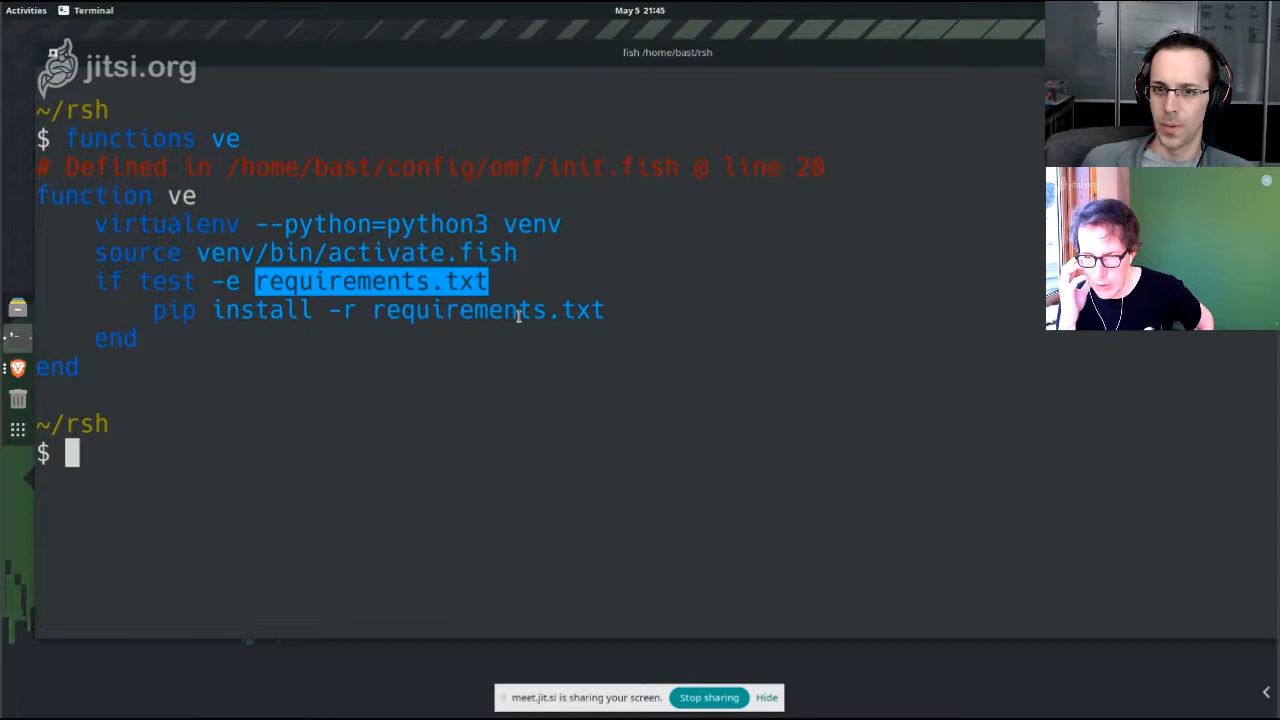 Activities Terminal May 5 21:45
fish /home/bast/rsh
jitsi.org
~/rsh
$ functions ve
# Defined in /home/bast/config/omf/init.fish @ line 20
function ve
virtualenv --python=python3 venv
source venv/bin/activate.fish
if test -e requirements.txt
pip install -r requirements.txt
end
end
~/rsh
$
jitsi.org
meet.jit.si is sharing your screen. Stop sharing Hide